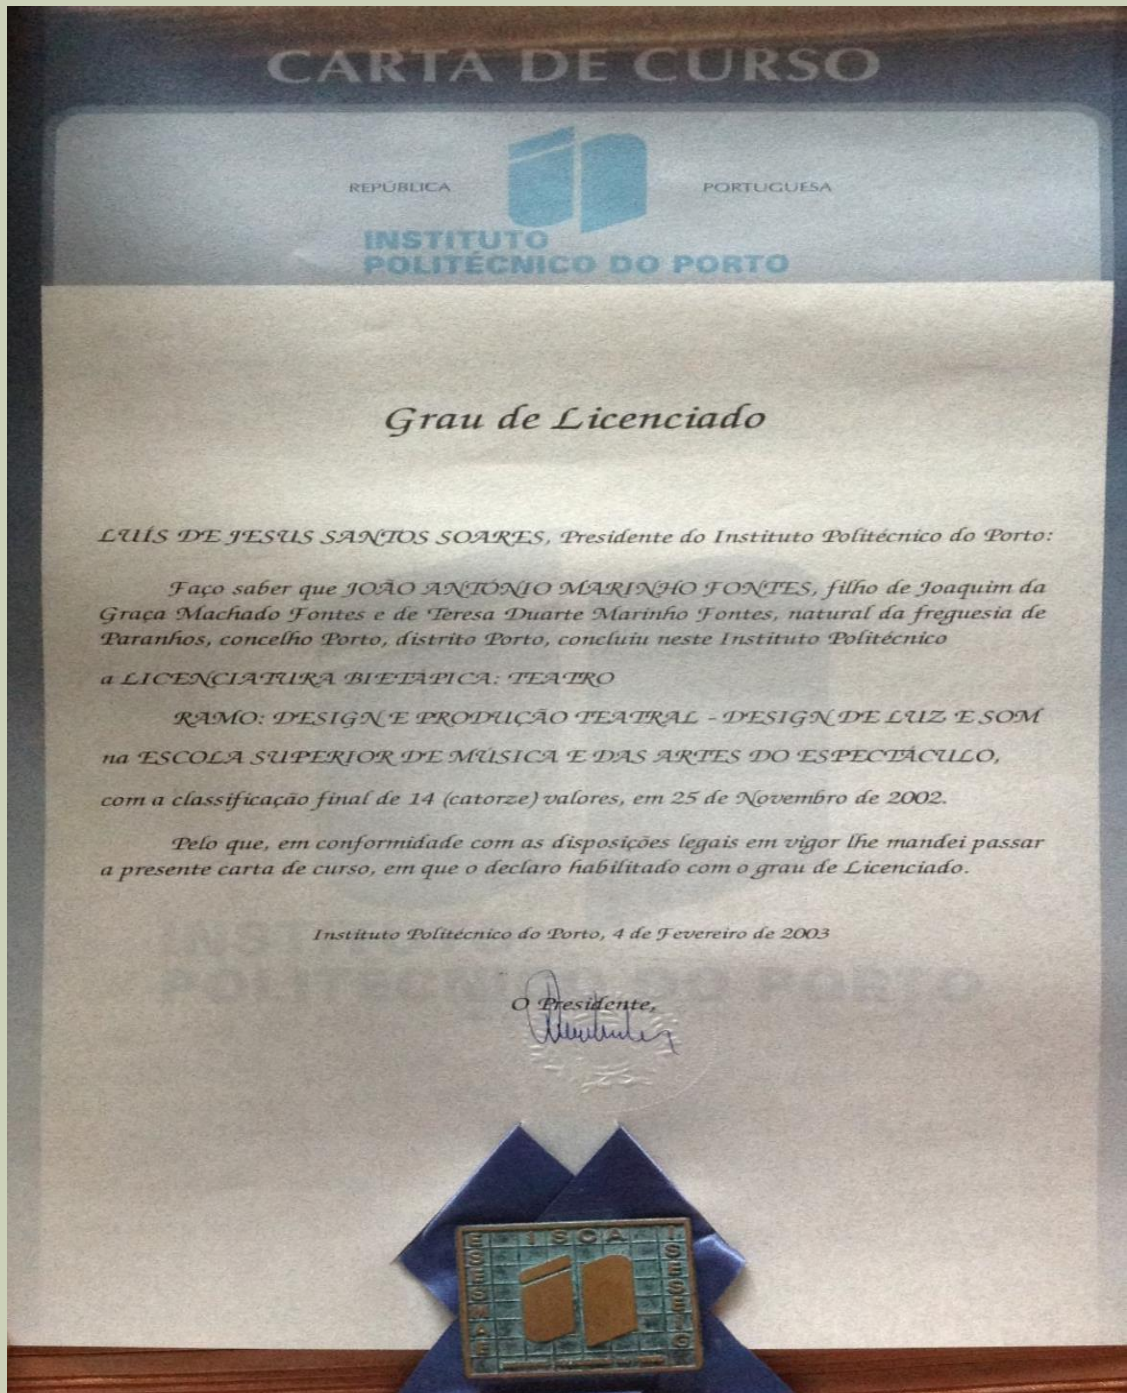 CARTA DE CURSO
REPÚBLICA PORTUGUESA
INSTITUTO
POLITÉCNICO DO PORTO
Grau de Licenciado
LUÍS DE JESUS SANTOS SOARES, Presidente do Instituto Politécnico do Porto:
Faço saber que JOÃO ANTÓNIO MARINHO FONTES, filho de Joaquim da
Graça Machado Fontes e de Teresa Duarte Marinho Fontes, natural da freguesia de
Paranhos, concelho Porto, distrito Porto, concluiu neste Instituto Politécnico
a LICENCIATURA BIETÁPICA: TEATRO
RAMO: DESIGN E PRODUÇÃO TEATRAL - DESIGN DE LUZ E SOM
na ESCOLA SUPERIOR DE MÚSICA E DAS ARTES DO ESPECTÁCULO,
com a classificação final de 14 (catorze) valores, em 25 de Novembro de 2002.
Pelo que, em conformidade com as disposições legais em vigor lhe mandei passar
a presente carta de curso, em que o declaro habilitado com o grau de Licenciado.
Instituto Politécnico do Porto, 4 de Fevereiro de 2003
POLITÉCNICO DO PORTO
O Presidente,
ISCA